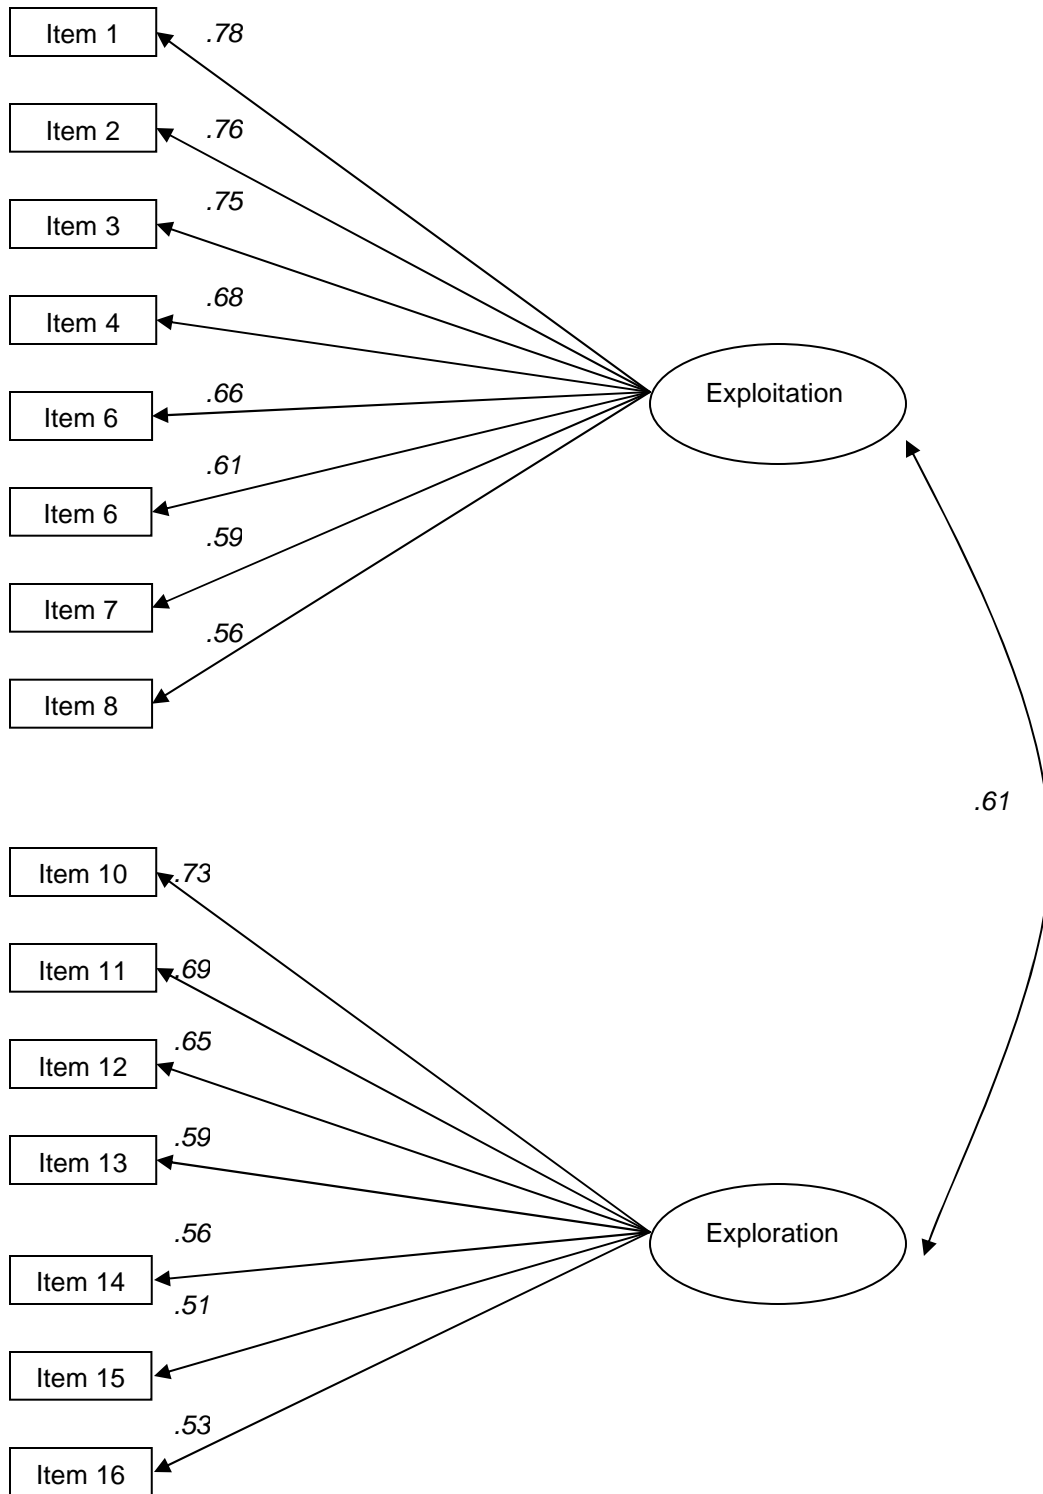 Item 1
.78
Item 2
.76
.75
Item 3
.68
Item 4
Exploitation
.66
Item 6
.61
Item 6
.59
Item 7
.56
Item 8
.61
Item 10
.73
Item 11
.69
.65
Item 12
.59
Item 13
.56
Exploration
Item 14
.51
Item 15
.53
Item 16